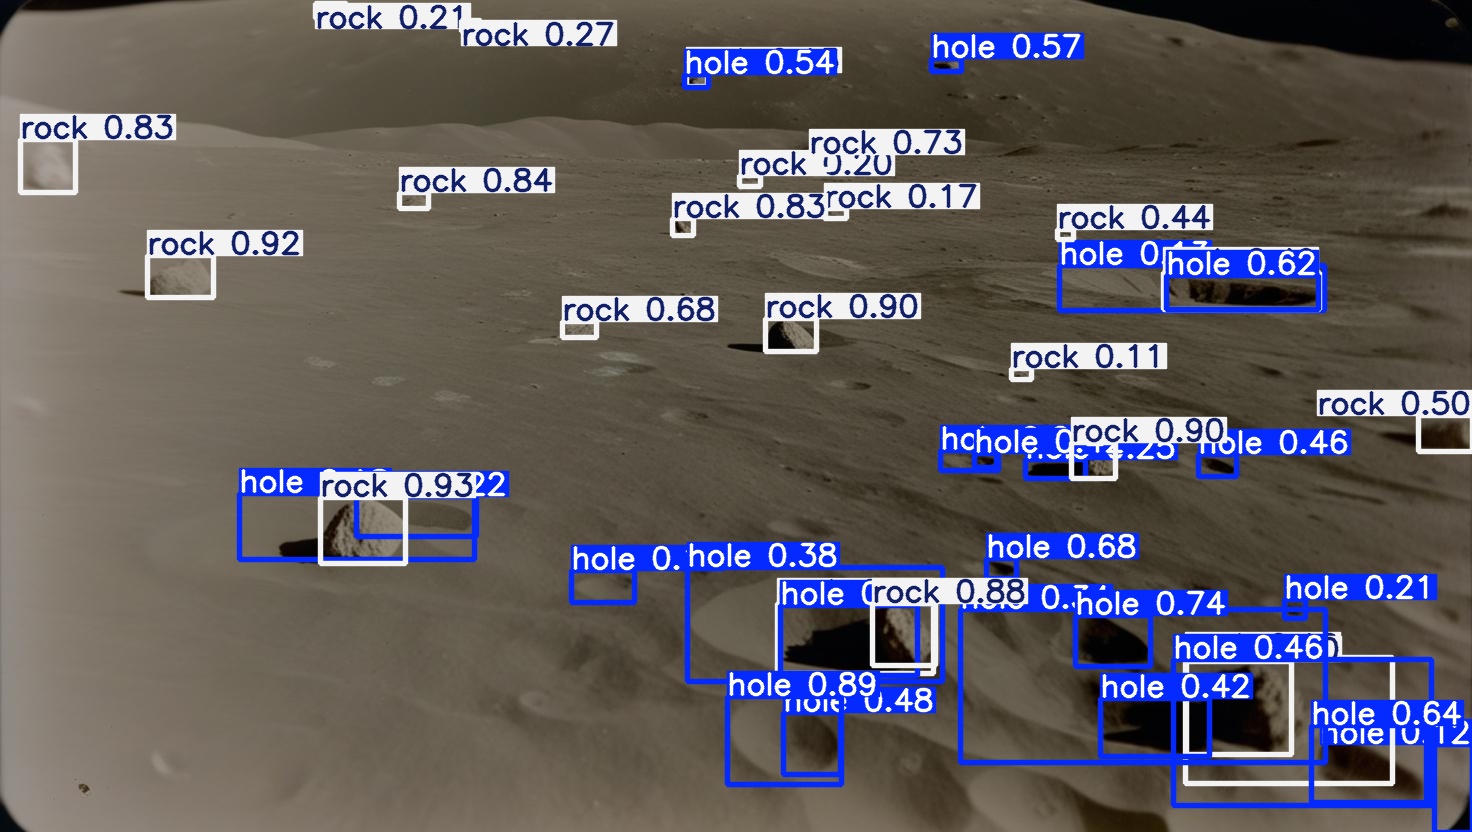 rock 0.21
rock 0.27
hole 0.54
hole 0.57
rock 0.83
rock 0.73
rock 0.20
rock 0.84
rock 0.83
rock 0.17
rock 0.44
rock 0.92
hole
hole 0.62
rock 0.68
rock 0.90
rock 0.11
rock 0.50
rock 0.90
hole 0.46
hole
rock 0.93
hole 0.38
hole 0.68
hole
rock 0.88
hole 0.74
hole 0.21
hole 0.46
hole 0.89
hole 0.48
hole 0.42
hole 0.64